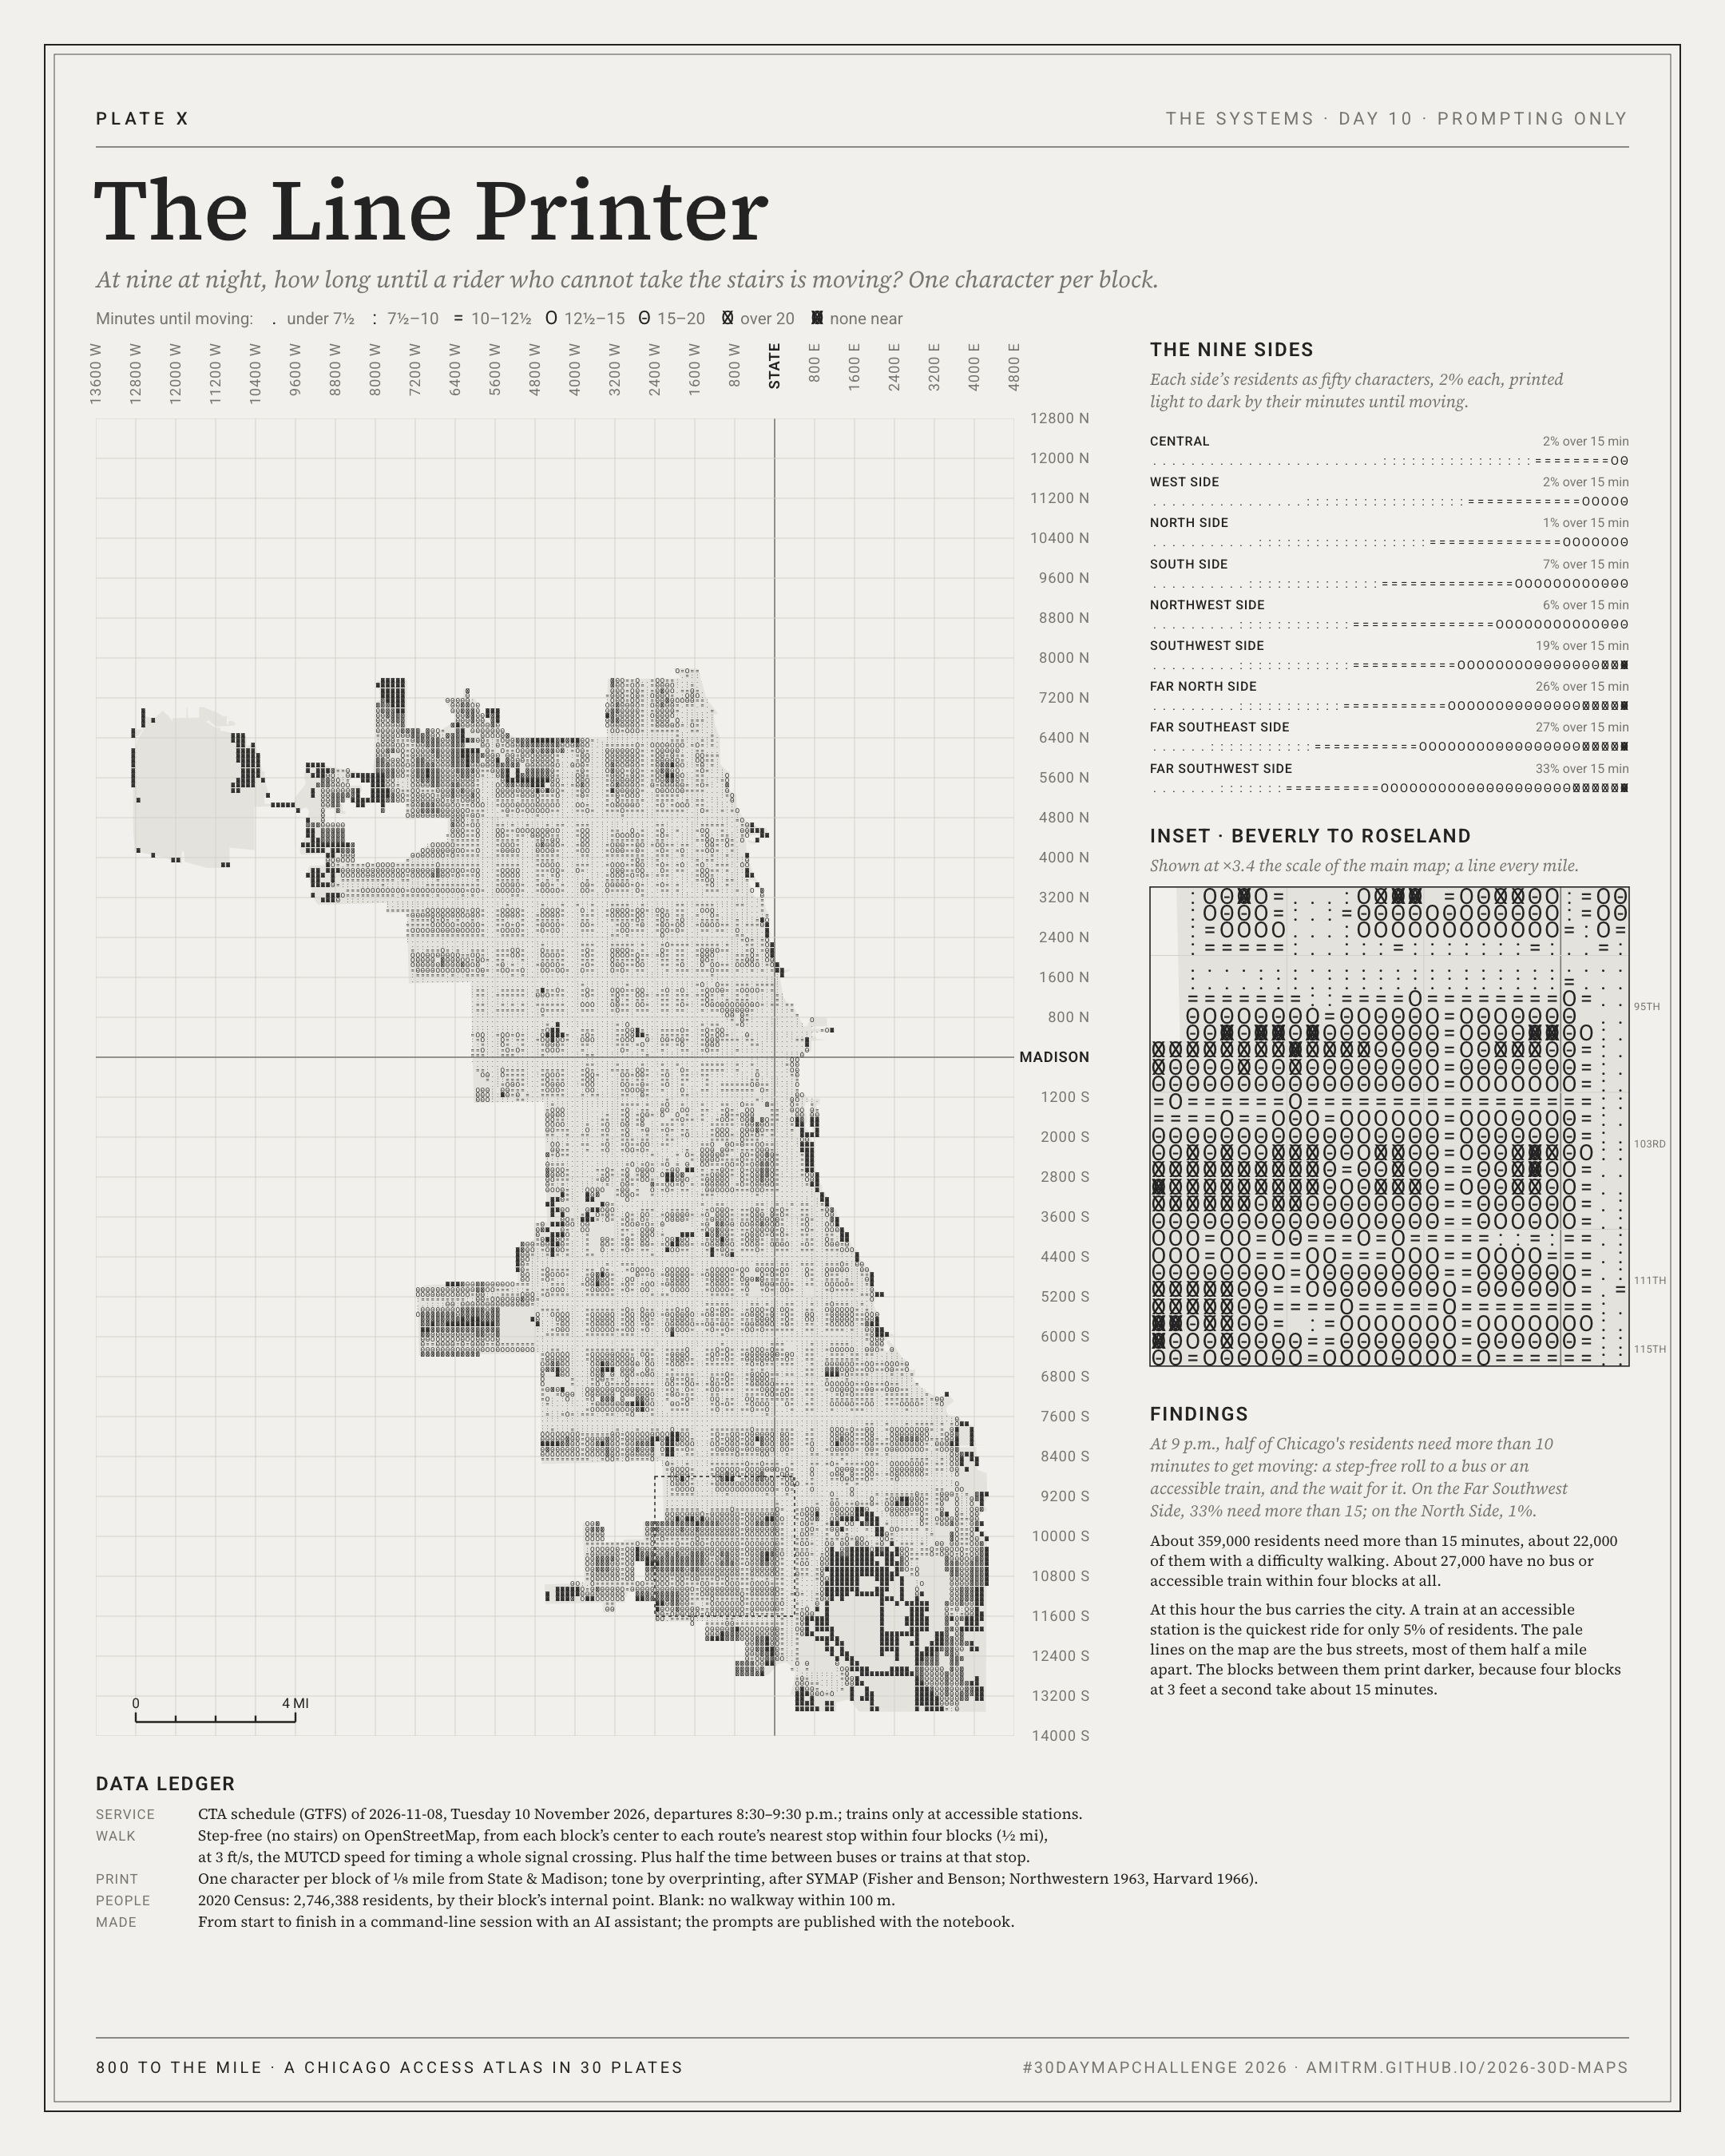 PLATE X
THE SYSTEMS · DAY 10 · PROMPTING ONLY
The Line Printer
At nine at night, how long until a rider who cannot take the stairs is moving? One character per block.
Minutes until moving: . under 7½ : 7½–10 = 10–12½ O 12½–15 Θ 15–20 over 20 none near
13600 W
12800 W
12000 W
11200 W
10400 W
9600 W
8800 W
8000 W
7200 W
6400 W
5600 W
4800 W
4000 W
3200 W
2400 W
1600 W
800 W
STATE
800 E
1600 E
2400 E
3200 E
4000 E
4800 E
12800 N
12000 N
11200 N
10400 N
9600 N
8800 N
8000 N
7200 N
6400 N
5600 N
4800 N
4000 N
3200 N
2400 N
1600 N
800 N
MADISON
1200 S
2000 S
2800 S
3600 S
4400 S
5200 S
6000 S
6800 S
7600 S
8400 S
9200 S
10000 S
10800 S
11600 S
12400 S
13200 S
14000 S
0 4 MI
THE NINE SIDES
Each side’s residents as fifty characters, 2% each, printed
light to dark by their minutes until moving.
CENTRAL 2% over 15 min
WEST SIDE 2% over 15 min
NORTH SIDE 1% over 15 min
SOUTH SIDE 7% over 15 min
NORTHWEST SIDE 6% over 15 min
SOUTHWEST SIDE 19% over 15 min
FAR NORTH SIDE 26% over 15 min
FAR SOUTHEAST SIDE 27% over 15 min
FAR SOUTHWEST SIDE 33% over 15 min
INSET · BEVERLY TO ROSELAND
Shown at ×3.4 the scale of the main map; a line every mile.
95TH
103RD
111TH
115TH
FINDINGS
At 9 p.m., half of Chicago's residents need more than 10
minutes to get moving: a step-free roll to a bus or an
accessible train, and the wait for it. On the Far Southwest
Side, 33% need more than 15; on the North Side, 1%.
About 359,000 residents need more than 15 minutes, about 22,000
of them with a difficulty walking. About 27,000 have no bus or
accessible train within four blocks at all.
At this hour the bus carries the city. A train at an accessible
station is the quickest ride for only 5% of residents. The pale
lines on the map are the bus streets, most of them half a mile
apart. The blocks between them print darker, because four blocks
at 3 feet a second take about 15 minutes.
DATA LEDGER
SERVICE CTA schedule (GTFS) of 2026-11-08, Tuesday 10 November 2026, departures 8:30–9:30 p.m.; trains only at accessible stations.
WALK Step-free (no stairs) on OpenStreetMap, from each block’s center to each route’s nearest stop within four blocks (½ mi),
at 3 ft/s, the MUTCD speed for timing a whole signal crossing. Plus half the time between buses or trains at that stop.
PRINT One character per block of ⅛ mile from State & Madison; tone by overprinting, after SYMAP (Fisher and Benson; Northwestern 1963, Harvard 1966).
PEOPLE 2020 Census: 2,746,388 residents, by their block’s internal point. Blank: no walkway within 100 m.
MADE From start to finish in a command-line session with an AI assistant; the prompts are published with the notebook.
800 TO THE MILE · A CHICAGO ACCESS ATLAS IN 30 PLATES
#30DAYMAPCHALLENGE 2026 · AMITRM.GITHUB.IO/2026-30D-MAPS